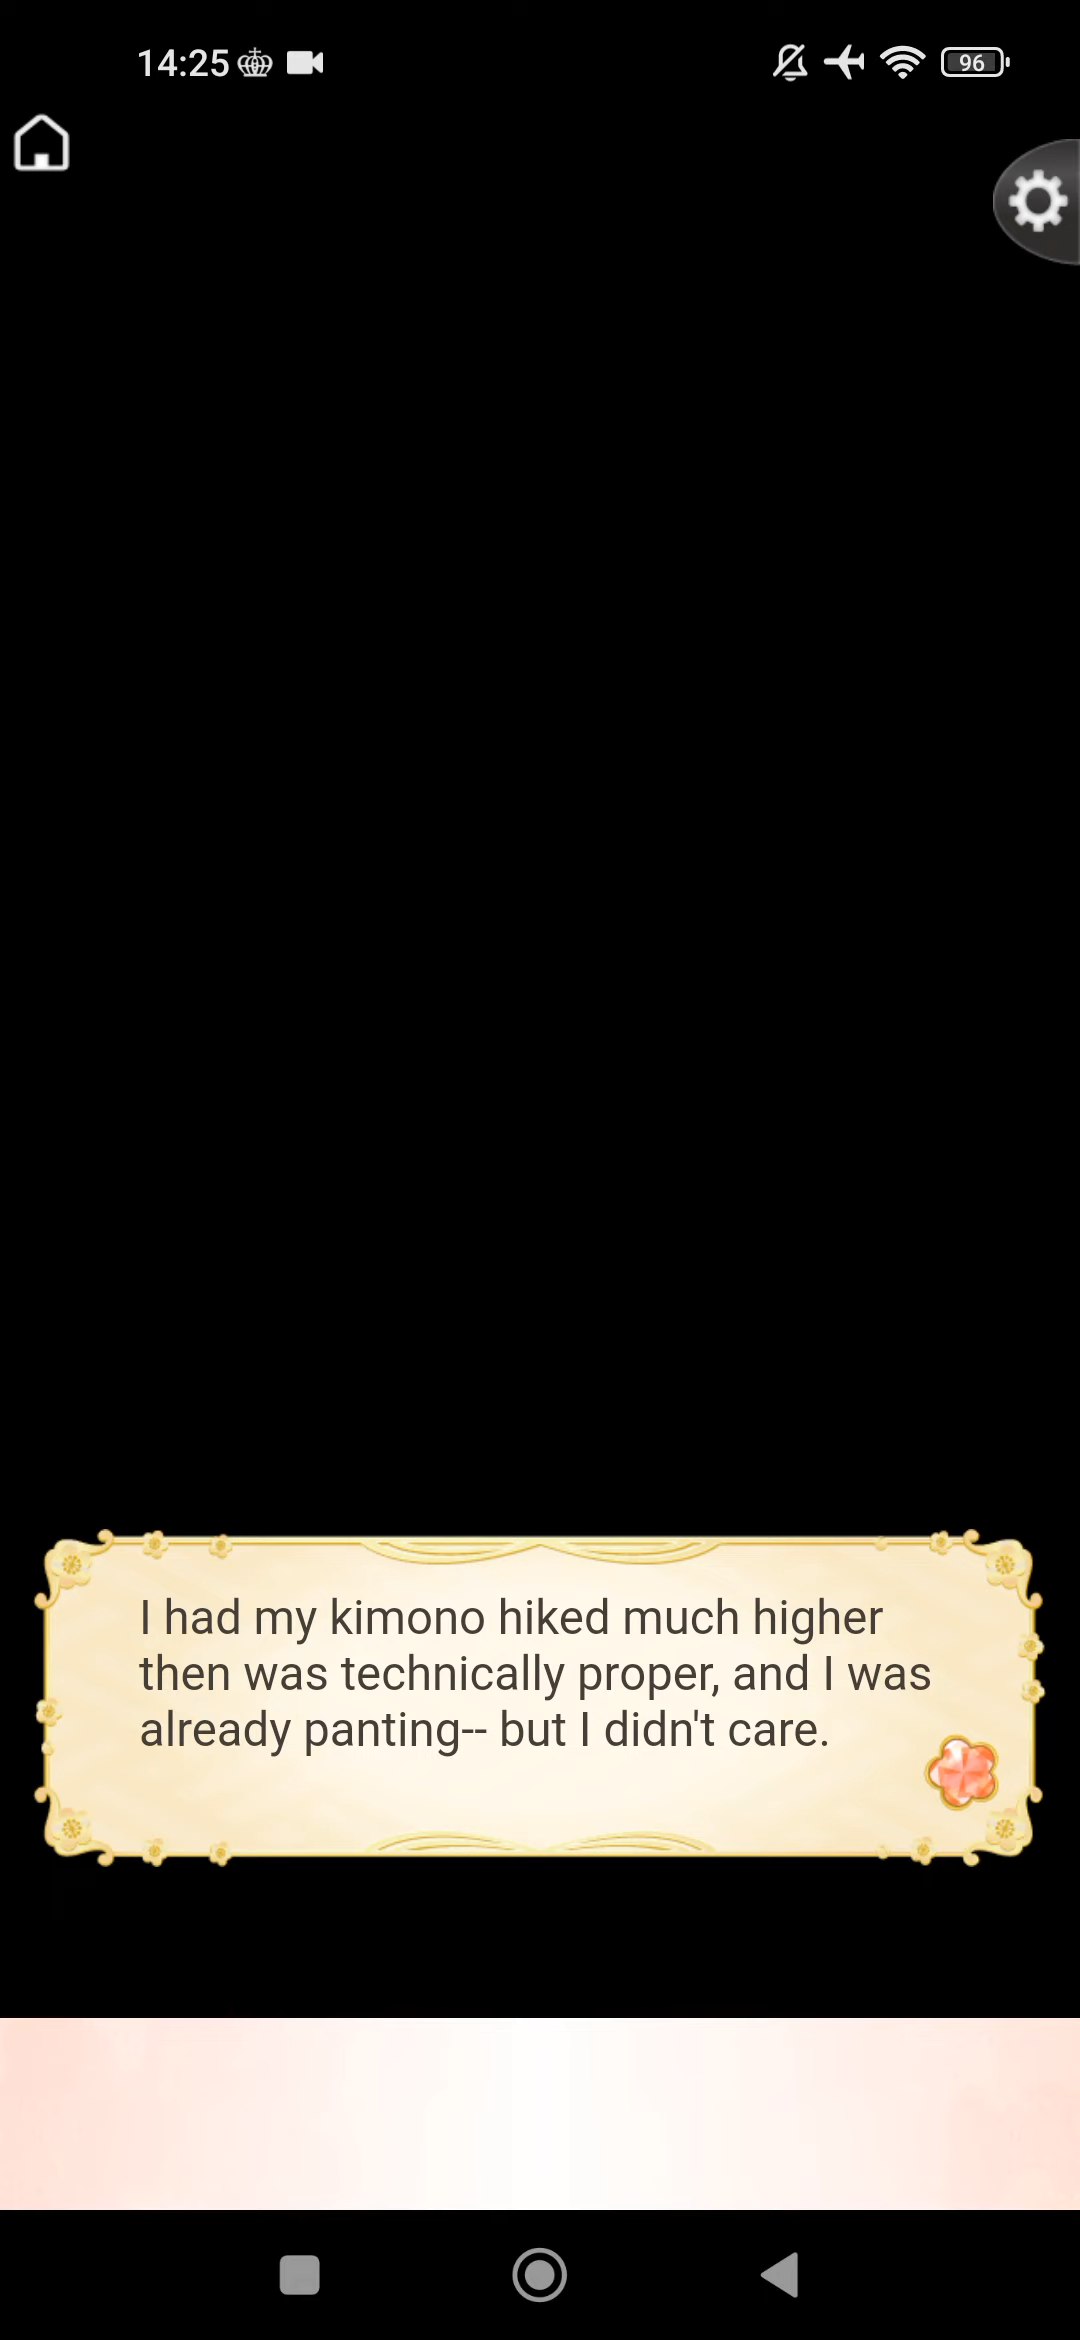 14:25
96
I had my kimono hiked much higher
then was technically proper, and I was
already panting-- but I didn't care.